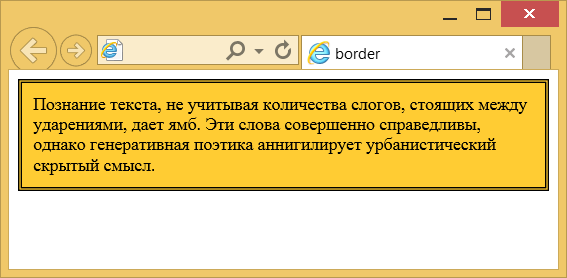 border
Познание текста, не учитывая количества слогов, стоящих между
ударениями, дает ямб. Эти слова совершенно справедливы,
однако генеративная поэтика аннигилирует урбанистический
скрытый смысл.